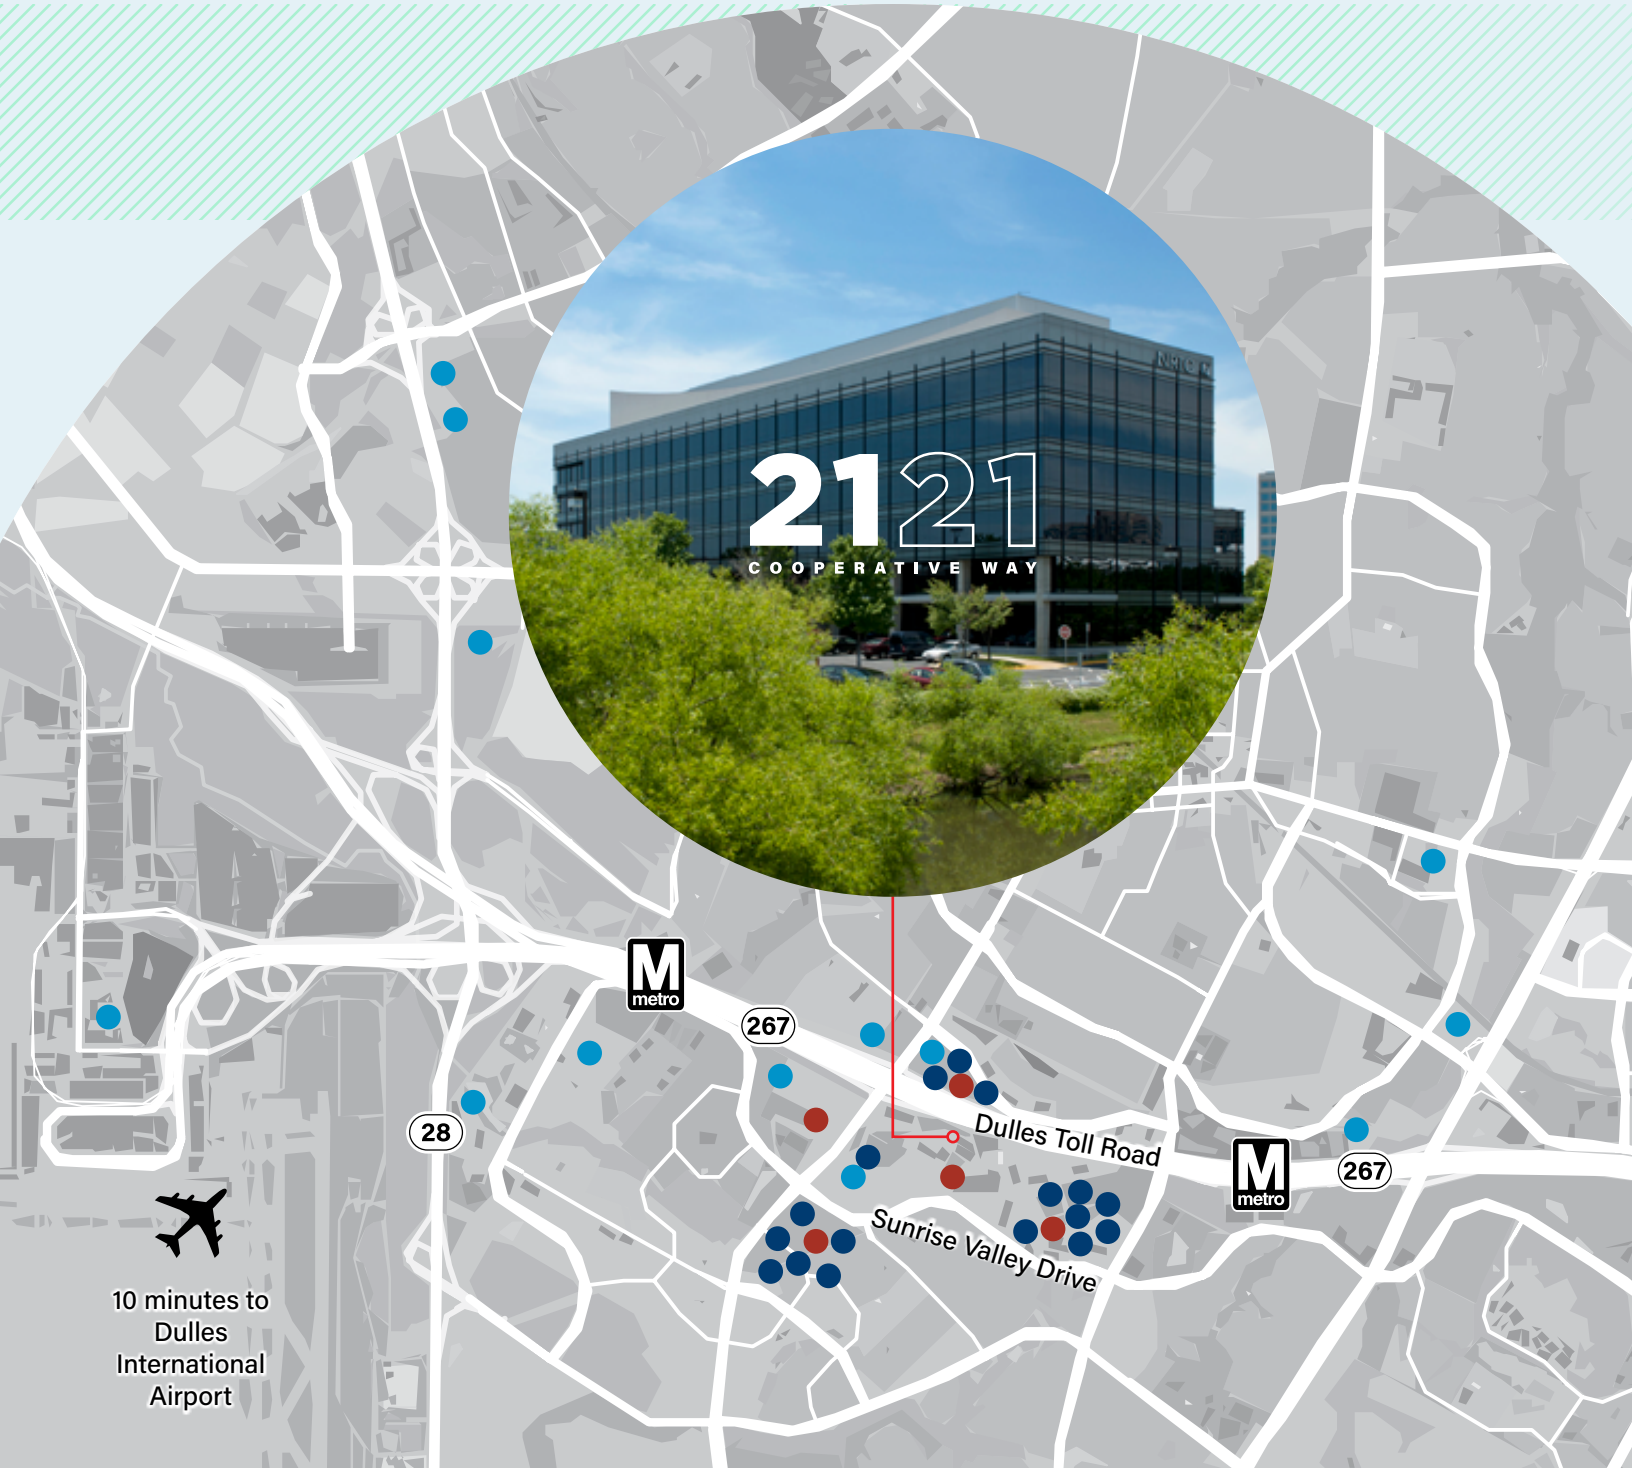 2121
COOPERATIVE WAY
M
metro
267
28
Dulles Toll Road
M
metro
267
Sunrise Valley Drive
10 minutes to
Dulles
International
Airport